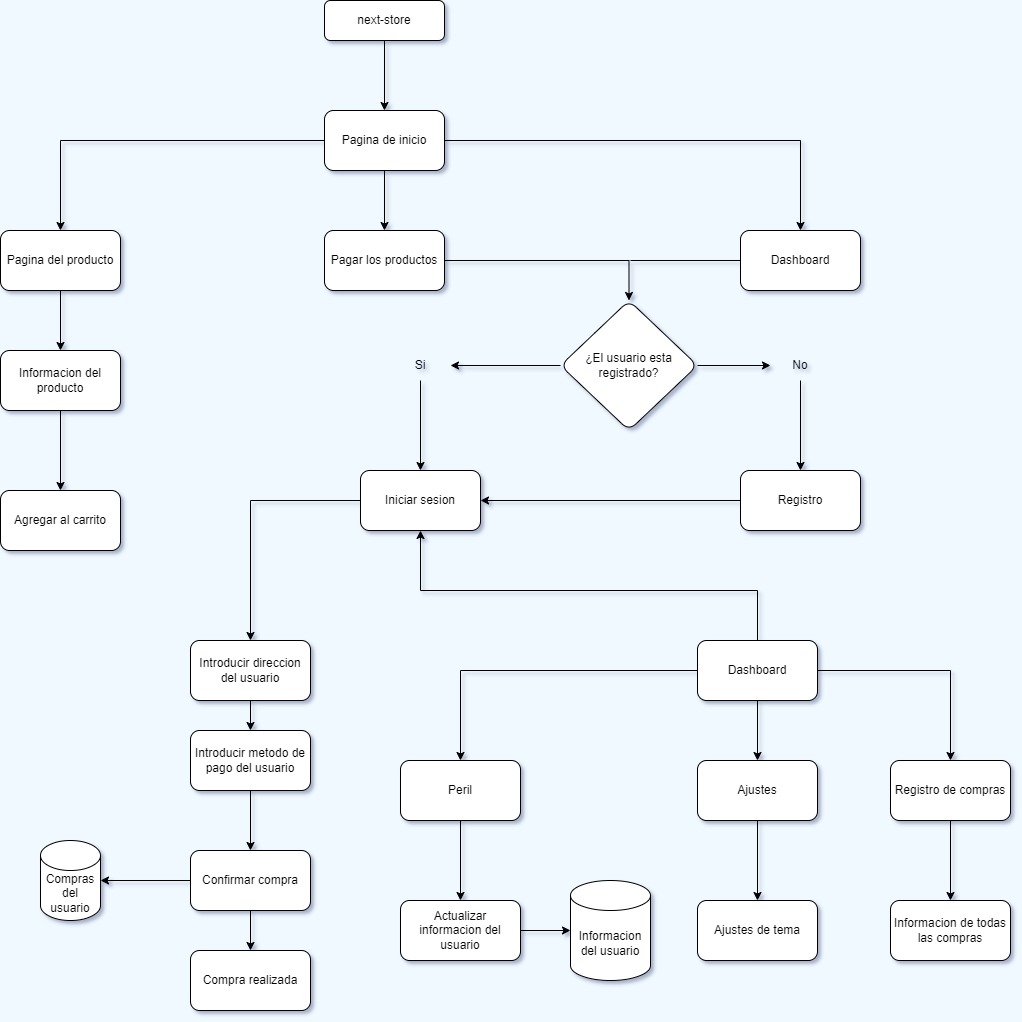 next-store
Pagina de inicio
Pagina del producto
Pagar los productos
Dashboard
Informacion del
producto
Si
¿El usuario esta
registrado?
No
Agregar al carrito
Iniciar sesion
Registro
Introducir direccion
del usuario
Dashboard
Introducir metodo de
pago del usuario
Peril
Ajustes
Registro de compras
Compras
del
usuario
Confirmar compra
Actualizar
informacion del
usuario
Informacion
del usuario
Ajustes de tema
Informacion de todas
las compras
Compra realizada